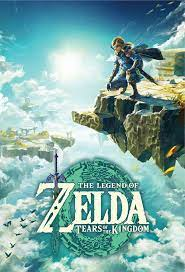 THE LEGEND OF
ZELDA
TEARS OF THE KINGDOM